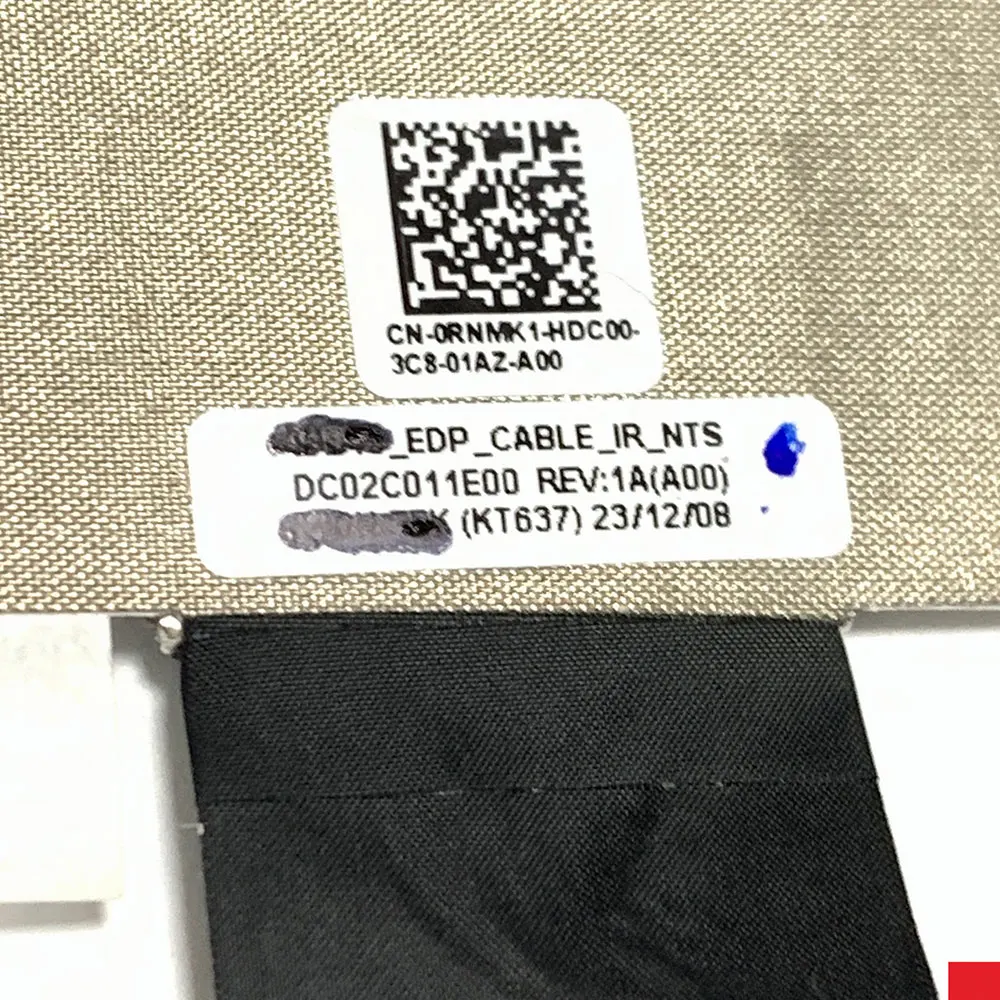 CN-0RNMK1-HDC00-
3C8-01AZ-A00
_EDP_CABLE_IR_NTS
DC02C011E00 REV:1A(A00)
(KT637) 23/12/08